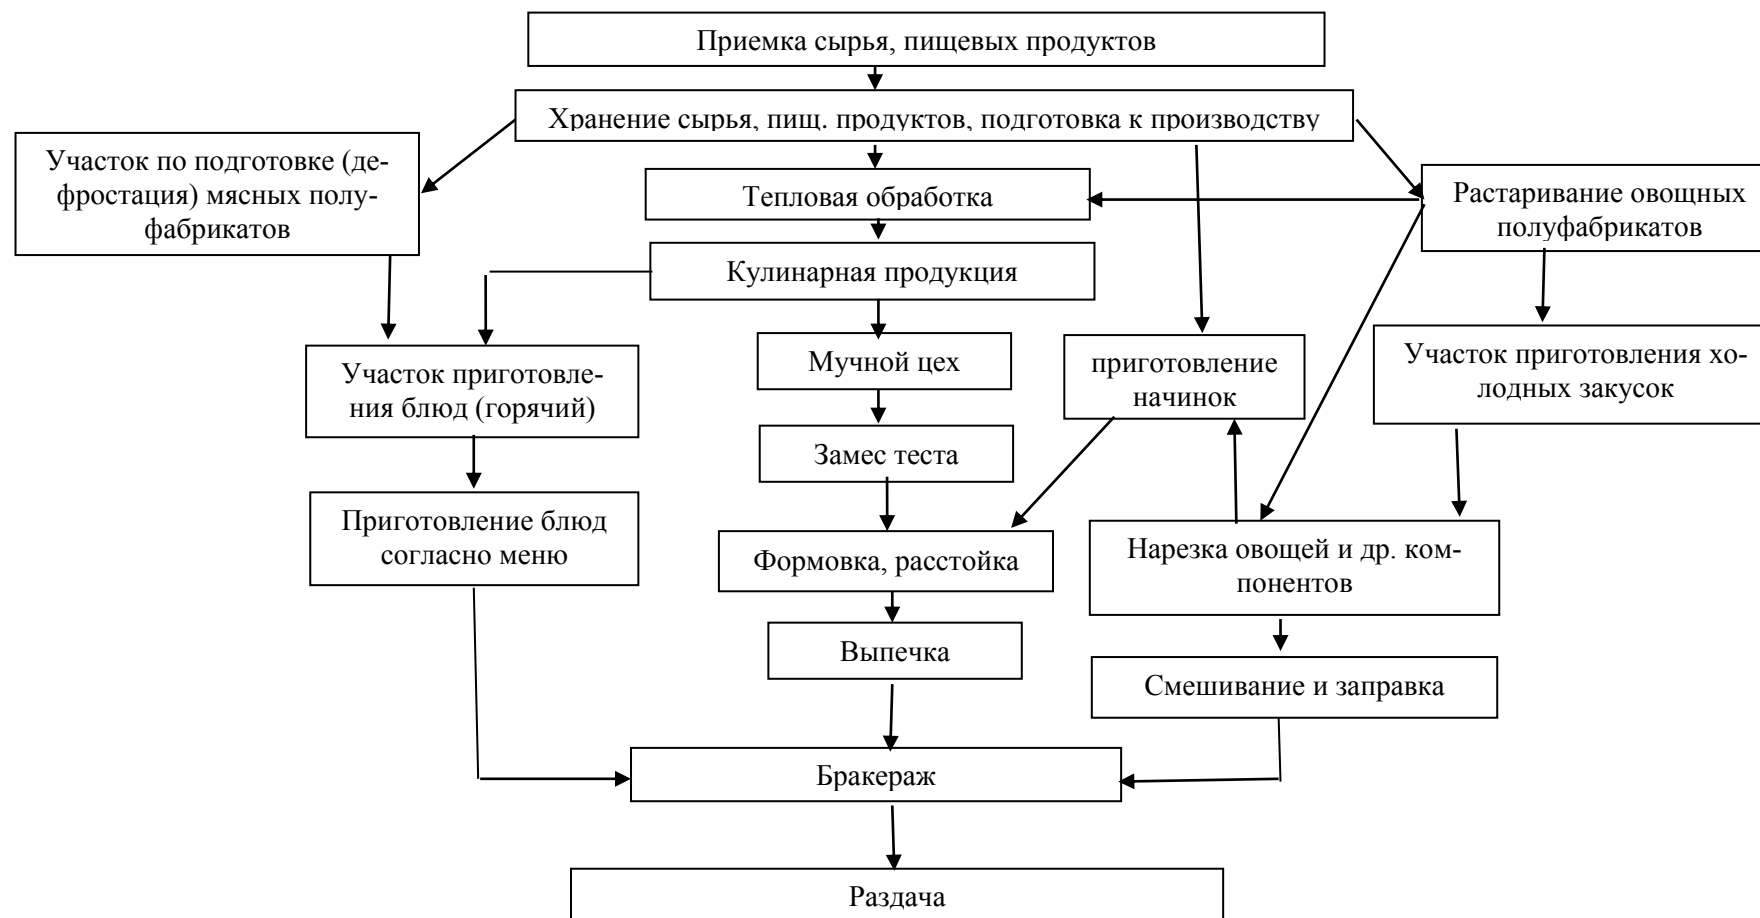 Приемка сырья, пищевых продуктов
Хранение сырья, пищ. продуктов, подготовка к производству
Участок по подготовке (де-
фростация) мясных полу-
фабрикатов
Тепловая обработка
Растаривание овощных
полуфабрикатов
Кулинарная продукция
Мучной цех
приготовление
начинок
Участок приготовления хо-
лодных закусок
Участок приготовле-
ния блюд (горячий)
Замес теста
Приготовление блюд
согласно меню
Формовка, расстойка
Нарезка овощей и др. ком-
понентов
Выпечка
Смешивание и заправка
Бракераж
Раздача